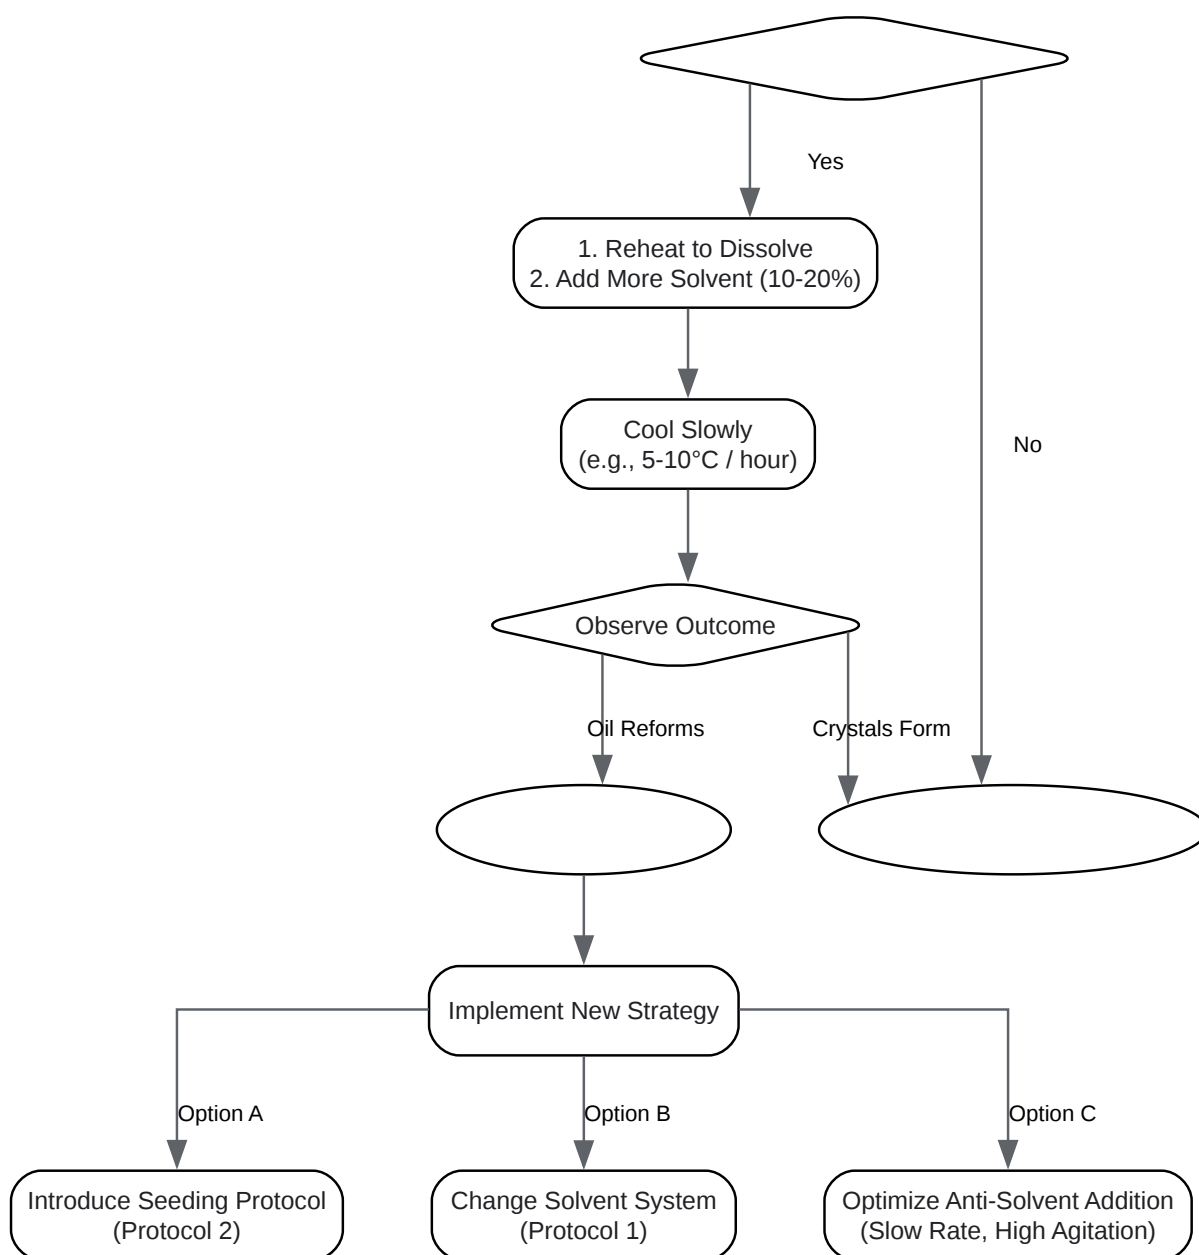 Yes
1. Reheat to Dissolve
2. Add More Solvent (10-20%)
Cool Slowly
(e.g., 5-10°C / hour)
No
Observe Outcome
Oil Reforms
Crystals Form
Implement New Strategy
Option A
Option B
Option C
Introduce Seeding Protocol
(Protocol 2)
Change Solvent System
(Protocol 1)
Optimize Anti-Solvent Addition
(Slow Rate, High Agitation)